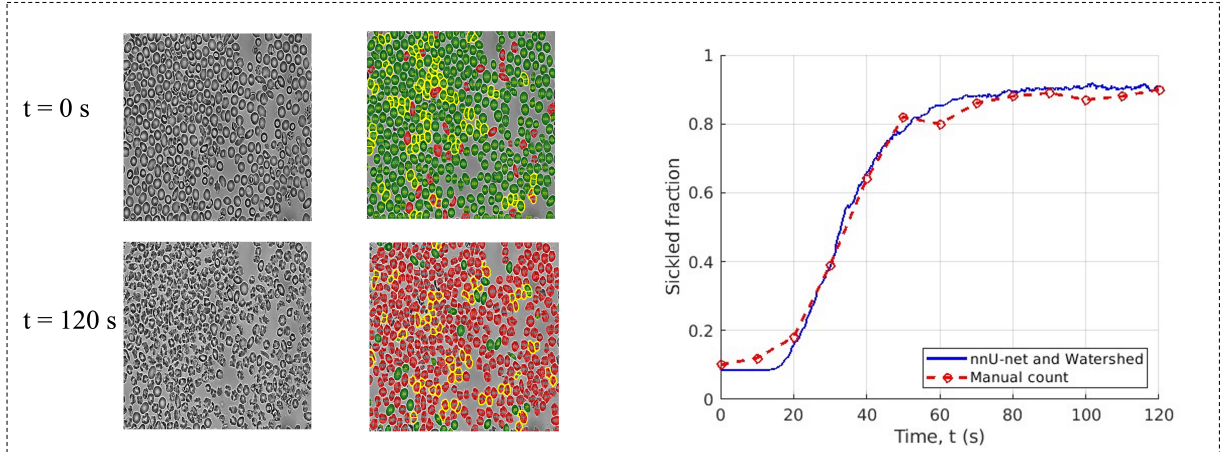 t = 0 s
t = 120 s
1
0.8
0.6
0.4
0.2
0
Sickled fraction
nnU-net and Watershed
Manual count
0 20 40 60 80 100 120
Time, t (s)